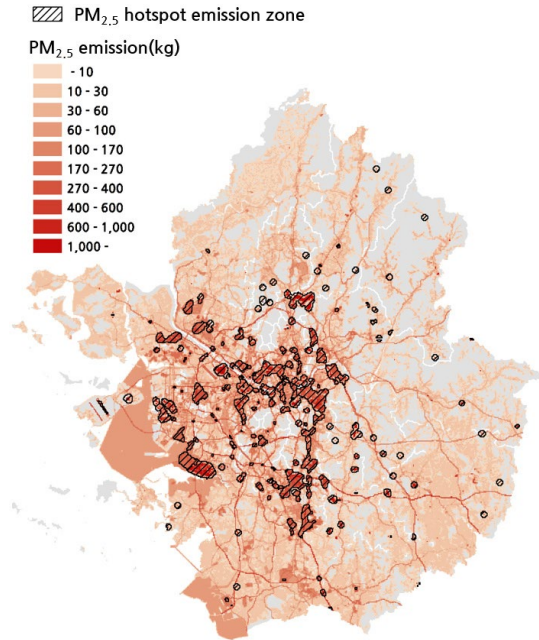 PM2.5 hotspot emission zone
PM2.5 emission(kg)
- 10
10 - 30
30 - 60
60 - 100
100 - 170
170 - 270
270 - 400
400 - 600
600 - 1,000
1,000 -